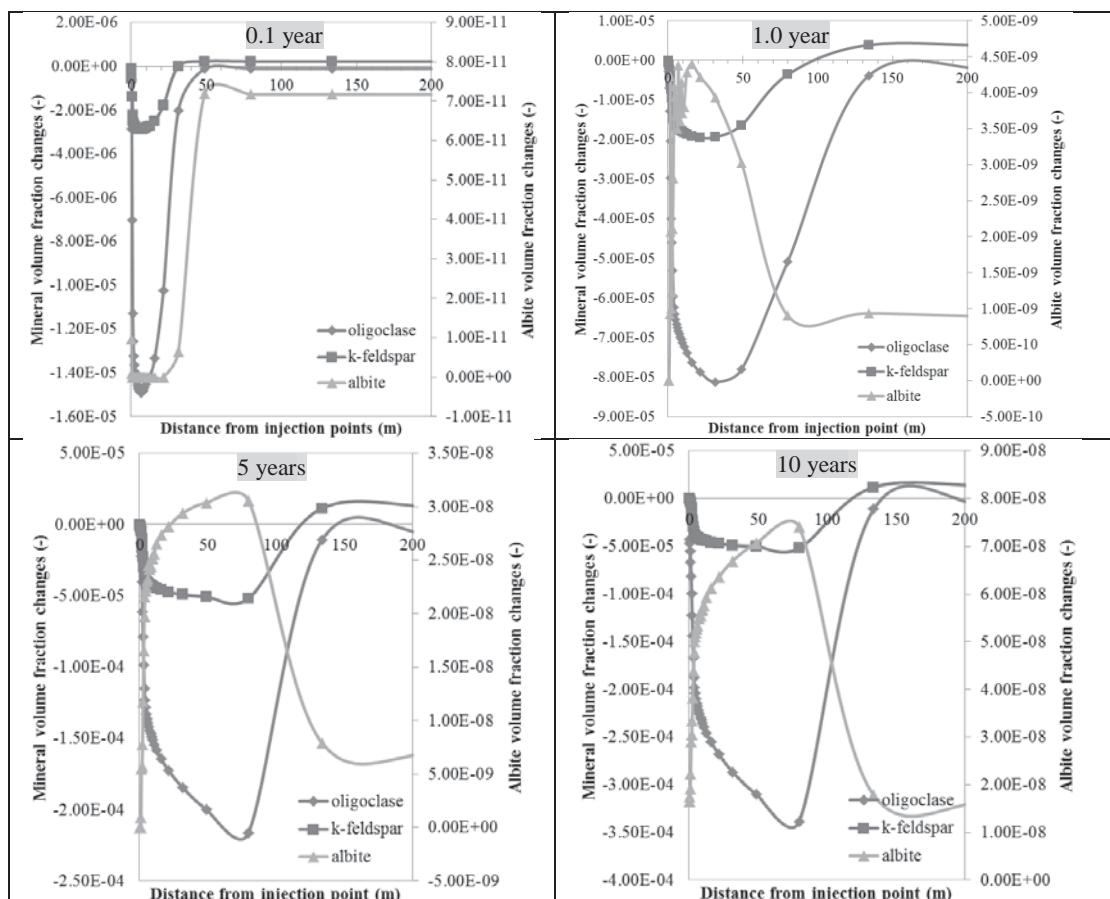 0.1 year
2.00E-06
0.00E+00
-2.00E-06
-4.00E-06
-6.00E-06
-8.00E-06
-1.00E-05
-1.20E-05
-1.40E-05
-1.60E-05
Mineral volume fraction changes (-)
0 50 100 150 200
9.00E-11
8.00E-11
7.00E-11
6.00E-11
5.00E-11
4.00E-11
3.00E-11
2.00E-11
1.00E-11
0.00E+00
-1.00E-11
Albite volume fraction changes (-)
oligoclase
k-feldspar
albite
Distance from injection points (m)
1.0 year
1.00E-05
0.00E+00
-1.00E-05
-2.00E-05
-3.00E-05
-4.00E-05
-5.00E-05
-6.00E-05
-7.00E-05
-8.00E-05
-9.00E-05
Mineral volume fraction changes (-)
0 50 100 150 200
5.00E-09
4.50E-09
4.00E-09
3.50E-09
3.00E-09
2.50E-09
2.00E-09
1.50E-09
1.00E-09
5.00E-10
0.00E+00
-5.00E-10
Albite volume fraction changes (-)
oligoclase
k-feldspar
albite
Distance from injection point (m)
5 years
5.00E-05
0.00E+00
-5.00E-05
-1.00E-04
-1.50E-04
-2.00E-04
-2.50E-04
Mineral volume fraction changes (-)
0 50 100 150 200
3.50E-08
3.00E-08
2.50E-08
2.00E-08
1.50E-08
1.00E-08
5.00E-09
0.00E+00
-5.00E-09
Albite volume fraction changes (-)
oligoclase
k-feldspar
albite
Distance from injection point (m)
10 years
5.00E-05
0.00E+00
-5.00E-05
-1.00E-04
-1.50E-04
-2.00E-04
-2.50E-04
-3.00E-04
-3.50E-04
-4.00E-04
Mineral volume fraction changes (-)
0 50 100 150 200
9.00E-08
8.00E-08
7.00E-08
6.00E-08
5.00E-08
4.00E-08
3.00E-08
2.00E-08
1.00E-08
0.00E+00
Albite volume fraction changes (-)
oligoclase
k-feldspar
albite
Distance from injection point (m)